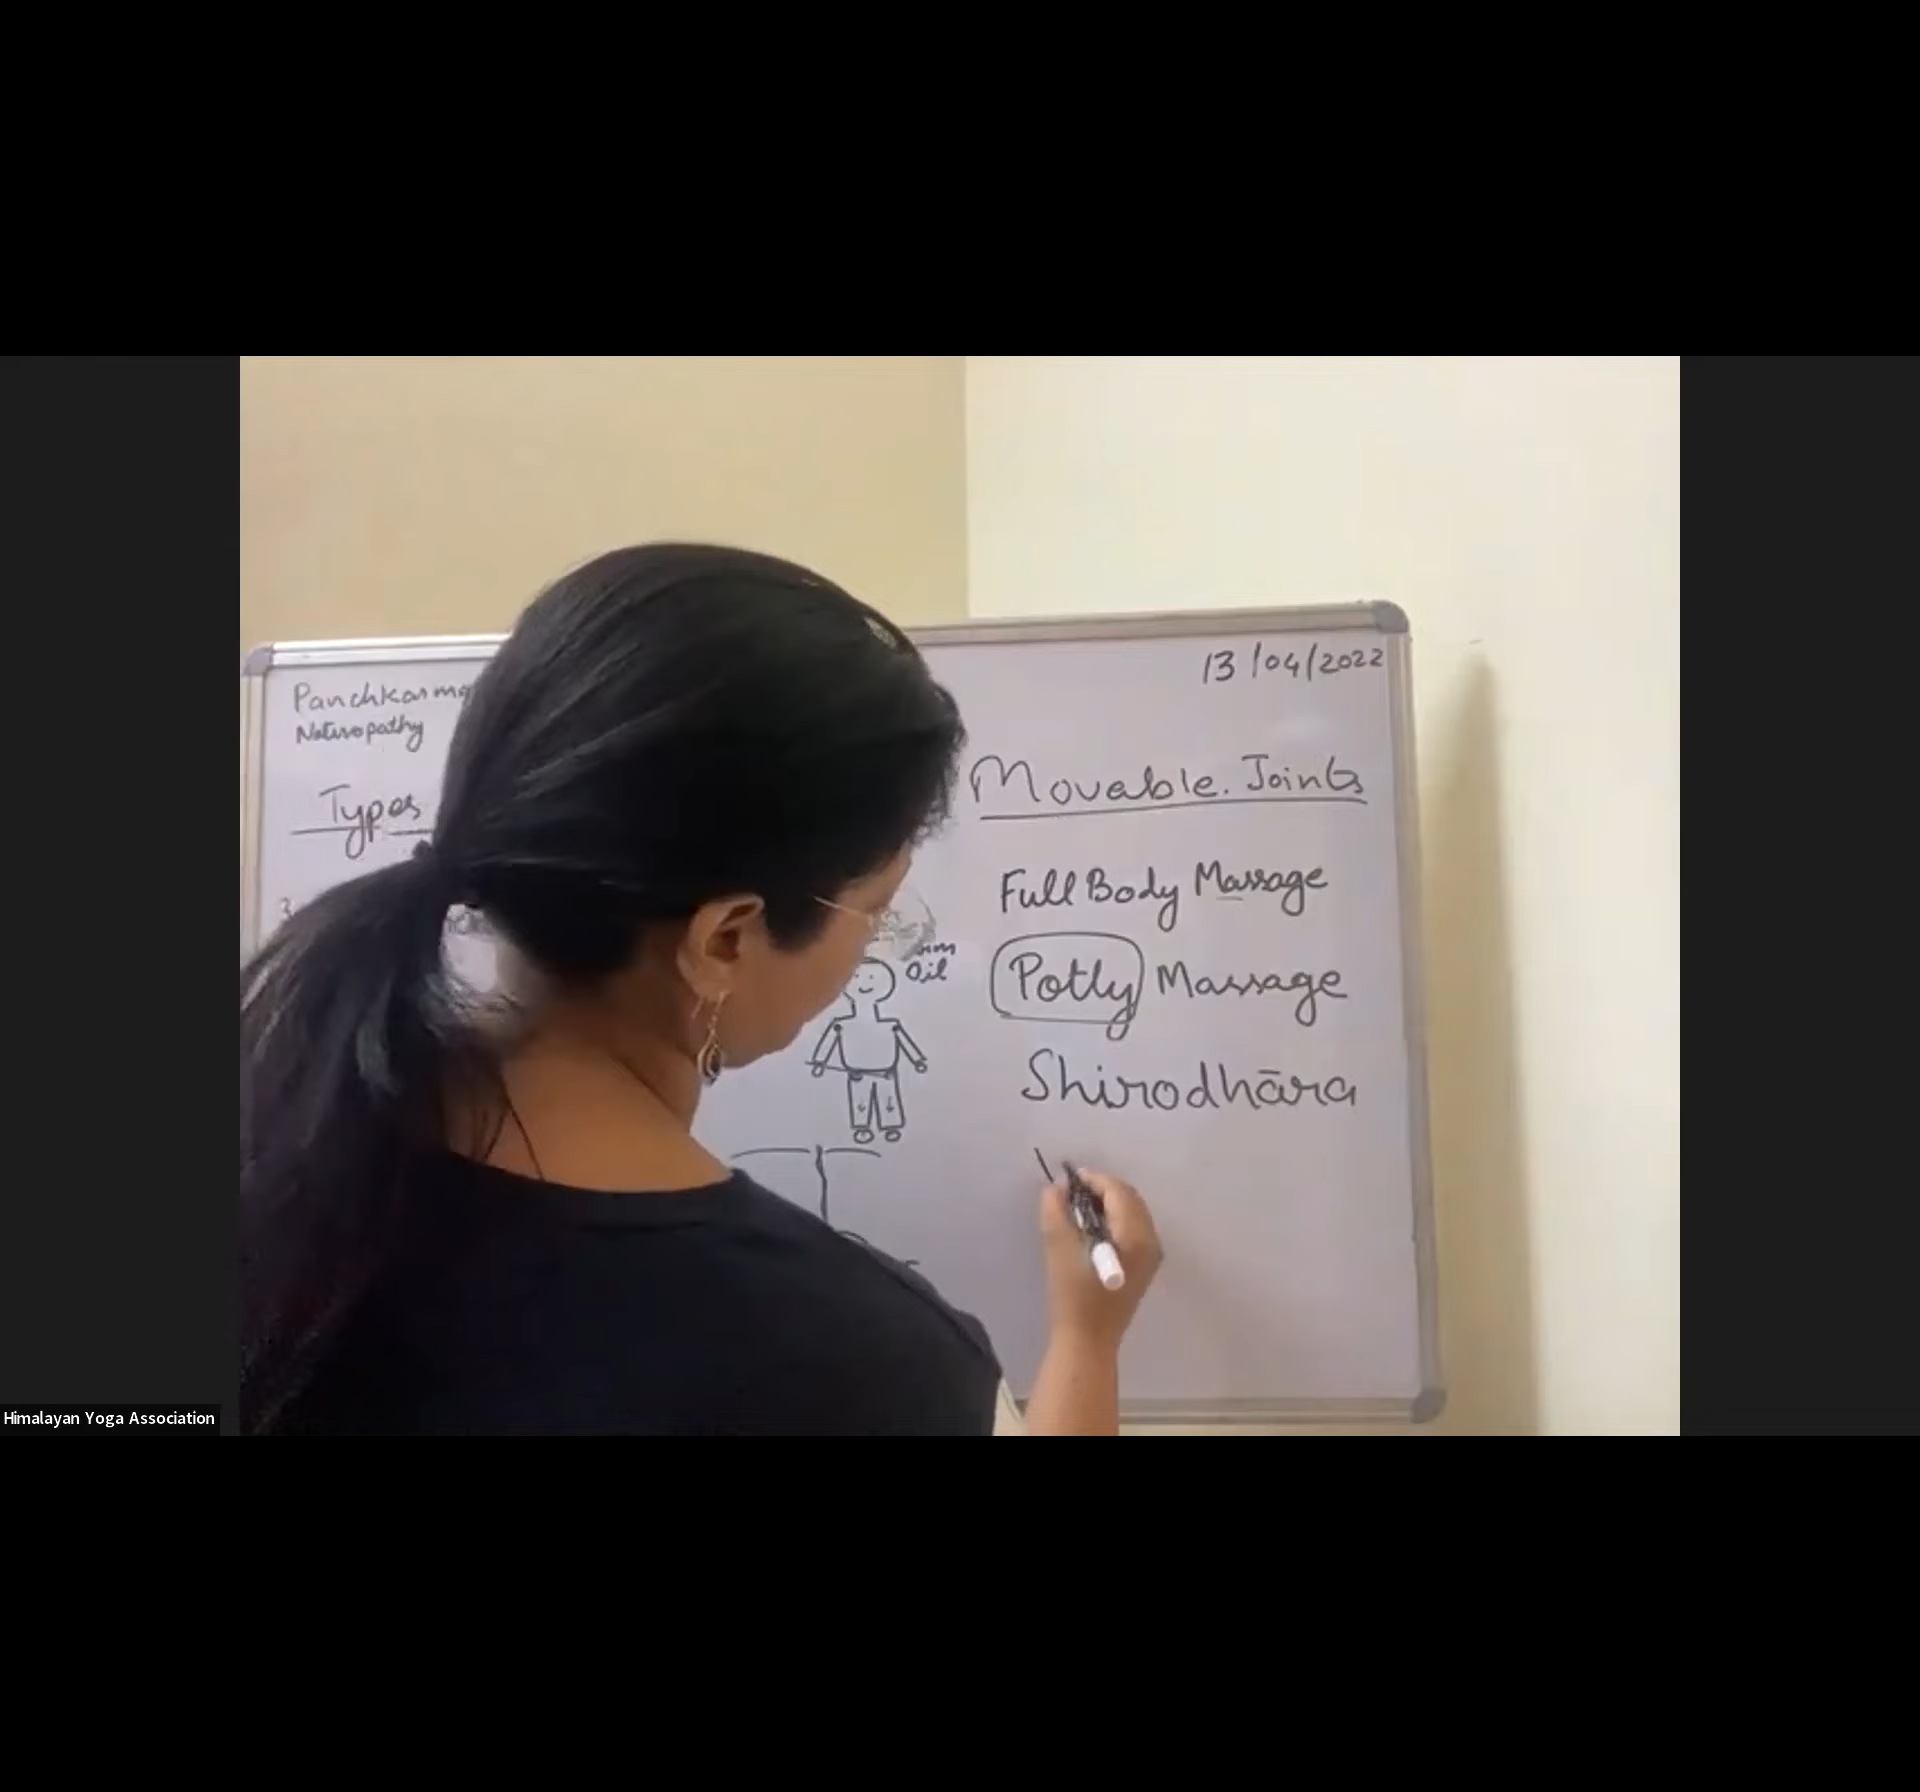 13/04/2022
Panchkarma
Naturopathy
Types
Movable. Joints
Full Body Massage
Oil
Potly Massage
Shirodhāra
Himalayan Yoga Association